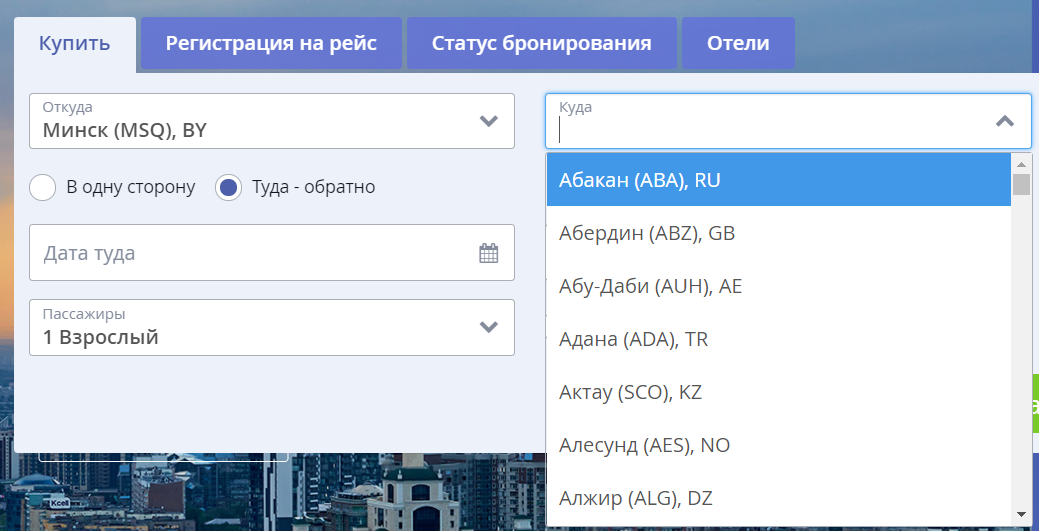 Купить
Регистрация на рейс
Статус бронирования
Отели
Откуда
Минск (MSQ), BY
Куда
В одну сторону
Туда - обратно
Дата туда
Пассажиры
1 Взрослый
Абакан (ABA), RU
Абердин (ABZ), GB
Абу-Даби (AUH), AE
Адана (ADA), TR
Актау (SCO), KZ
Алесунд (AES), NO
Алжир (ALG), DZ
Kcell